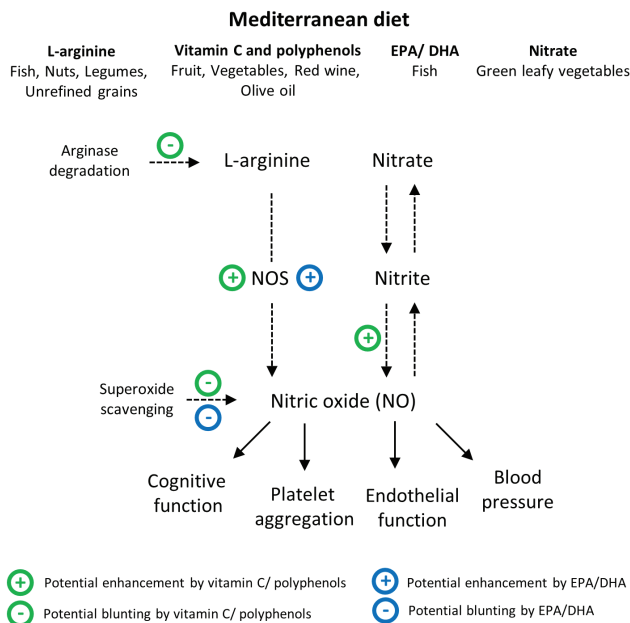 Mediterranean diet
L-arginine
Fish, Nuts, Legumes,
Unrefined grains
Vitamin C and polyphenols
Fruit, Vegetables, Red wine,
Olive oil
EPA/ DHA
Fish
Nitrate
Green leafy vegetables
Arginase
degradation
-
L-arginine
Nitrate
+
NOS
+
Nitrite
+
Superoxide
scavenging
-
-
Nitric oxide (NO)
Cognitive
function
Platelet
aggregation
Endothelial
function
Blood
pressure
+ Potential enhancement by vitamin C/ polyphenols
- Potential blunting by vitamin C/ polyphenols
+ Potential enhancement by EPA/DHA
- Potential blunting by EPA/DHA